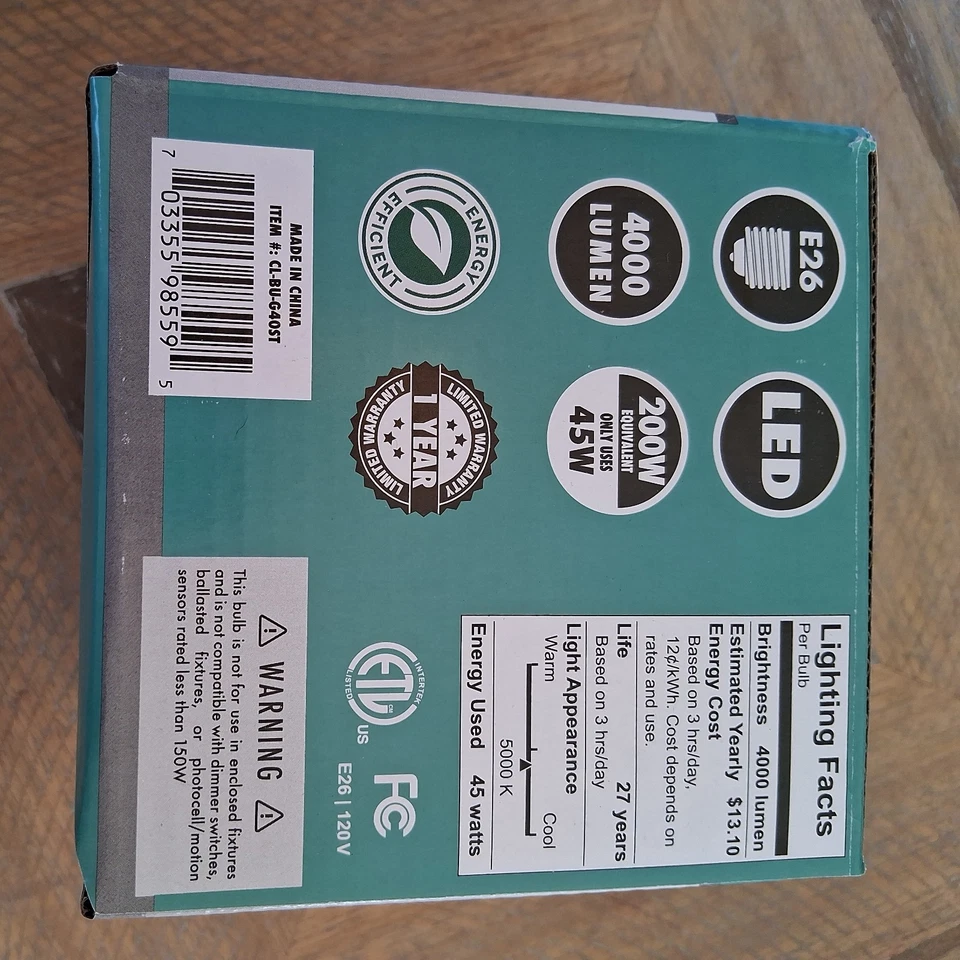 E26
LED
4000
LUMEN
200W
EQUIVALENT
ONLY USES
45W
ENERGY
EFFICIENT
LIMITED WARRANTY
1 YEAR
LIMITED WARRANTY
MADE IN CHINA
ITEM #: CL-BU-G40ST
7 03355 98559 5
Lighting Facts
Per Bulb
Brightness 4000 lumen
Estimated Yearly $13.10
Energy Cost
Based on 3 hrs/day,
12¢/kWh. Cost depends on
rates and use.
Life 27 years
Based on 3 hrs/day
Light Appearance
Warm Cool
5000 K
Energy Used 45 watts
INTERTEK
ETL CM
LISTED
US
FC
E26 | 120V
WARNING
This bulb is not for use in enclosed fixtures
and is not compatible with dimmer switches,
ballasted fixtures, or photocell/motion
sensors rated less than 150W